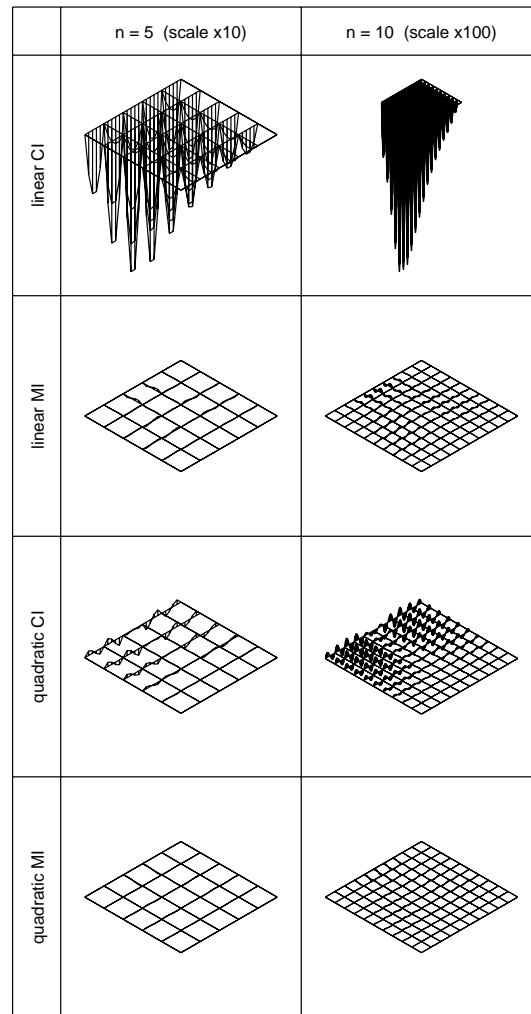 n = 5 (scale x10)
n = 10 (scale x100)
linear CI
linear MI
quadratic CI
quadratic MI